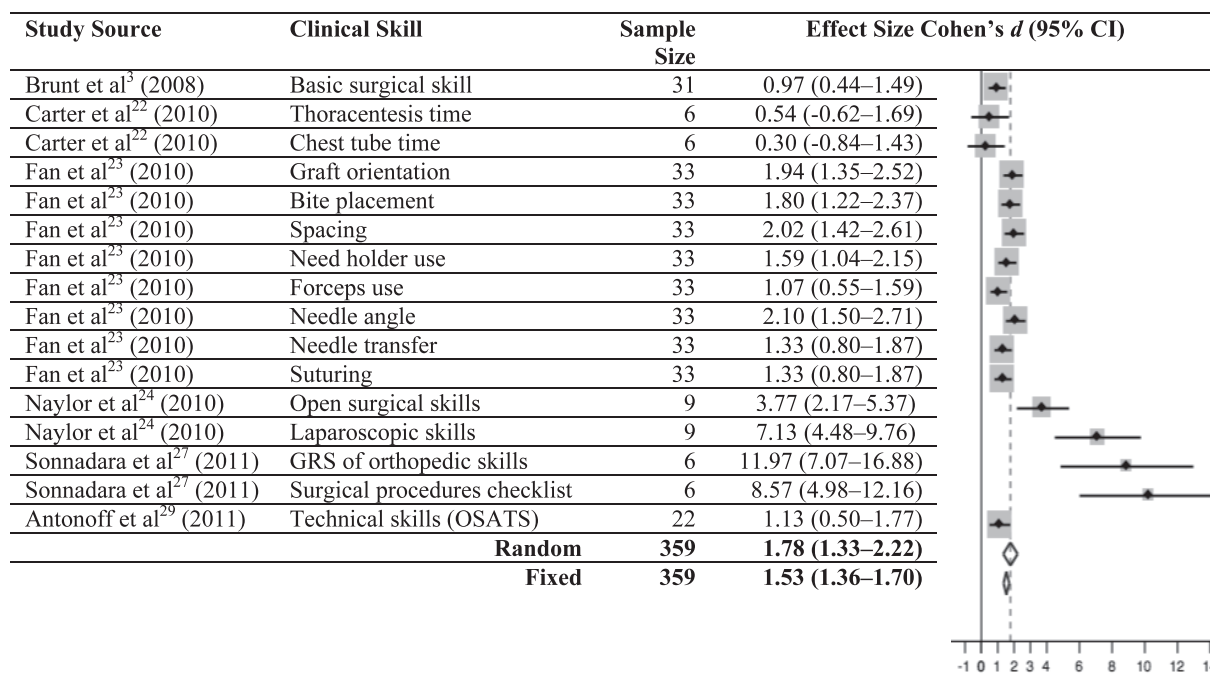 Study Source Clinical Skill Sample Effect Size Cohen's d (95% CI)
Size
Brunt et al3 (2008) Basic surgical skill 31 0.97 (0.44–1.49)
Carter et al22 (2010) Thoracentesis time 6 0.54 (-0.62–1.69)
Carter et al22 (2010) Chest tube time 6 0.30 (-0.84–1.43)
Fan et al23 (2010) Graft orientation 33 1.94 (1.35–2.52)
Fan et al23 (2010) Bite placement 33 1.80 (1.22–2.37)
Fan et al23 (2010) Spacing 33 2.02 (1.42–2.61)
Fan et al23 (2010) Need holder use 33 1.59 (1.04–2.15)
Fan et al23 (2010) Forceps use 33 1.07 (0.55–1.59)
Fan et al23 (2010) Needle angle 33 2.10 (1.50–2.71)
Fan et al23 (2010) Needle transfer 33 1.33 (0.80–1.87)
Fan et al23 (2010) Suturing 33 1.33 (0.80–1.87)
Naylor et al24 (2010) Open surgical skills 9 3.77 (2.17–5.37)
Naylor et al24 (2010) Laparoscopic skills 9 7.13 (4.48–9.76)
Sonnadara et al27 (2011) GRS of orthopedic skills 6 11.97 (7.07–16.88)
Sonnadara et al27 (2011) Surgical procedures checklist 6 8.57 (4.98–12.16)
Antonoff et al29 (2011) Technical skills (OSATS) 22 1.13 (0.50–1.77)
Random 359 1.78 (1.33–2.22)
Fixed 359 1.53 (1.36–1.70)
-1 0 1 2 3 4 6 8 10 12